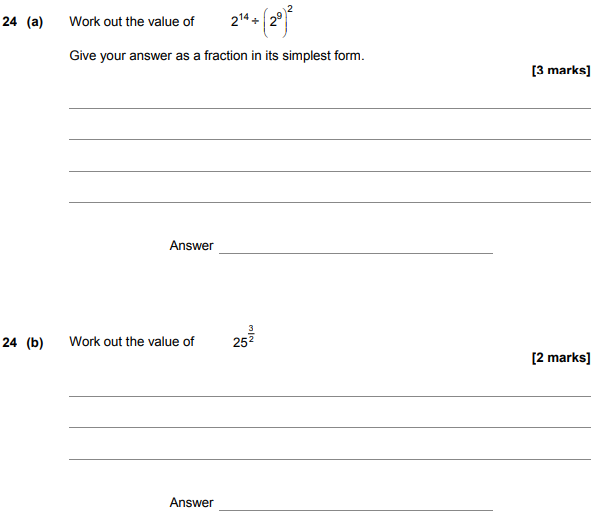 24 (a) Work out the value of 2¹⁴ ÷ (2⁹)²
Give your answer as a fraction in its simplest form.
[3 marks]
Answer
24 (b) Work out the value of 25^(3/2)
[2 marks]
Answer